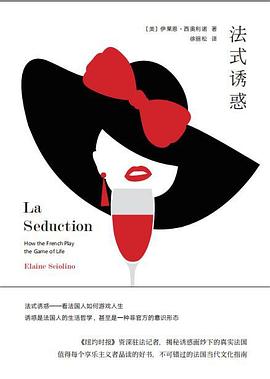 [美]伊莱恩·西奥利诺 著
徐丽松 译
法式诱惑
La
Seduction
How the French Play
the Game of Life
Elaine Sciolino
法式诱惑——看法国人如何游戏人生
诱惑是法国人的生活哲学，甚至是一种非官方的意识形态
《纽约时报》资深驻法记者，揭秘诱惑面纱下的真实法国
值得每个享乐主义者品读的好书，不可错过的法国当代文化指南